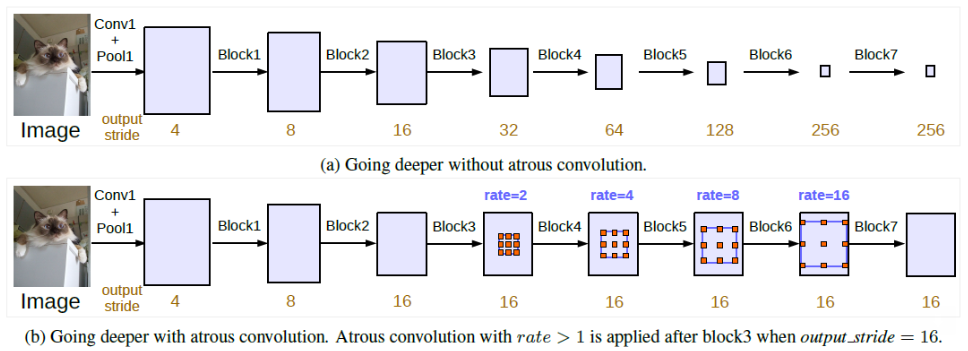 Conv1
+
Pool1
Block1 Block2 Block3 Block4 Block5 Block6 Block7
Image
output
stride
4 8 16 32 64 128 256 256
(a) Going deeper without atrous convolution.
rate=2 rate=4 rate=8 rate=16
Conv1
+
Pool1
Block1 Block2 Block3 Block4 Block5 Block6 Block7
Image
output
stride
4 8 16 16 16 16 16 16
(b) Going deeper with atrous convolution. Atrous convolution with rate > 1 is applied after block3 when output_stride = 16.